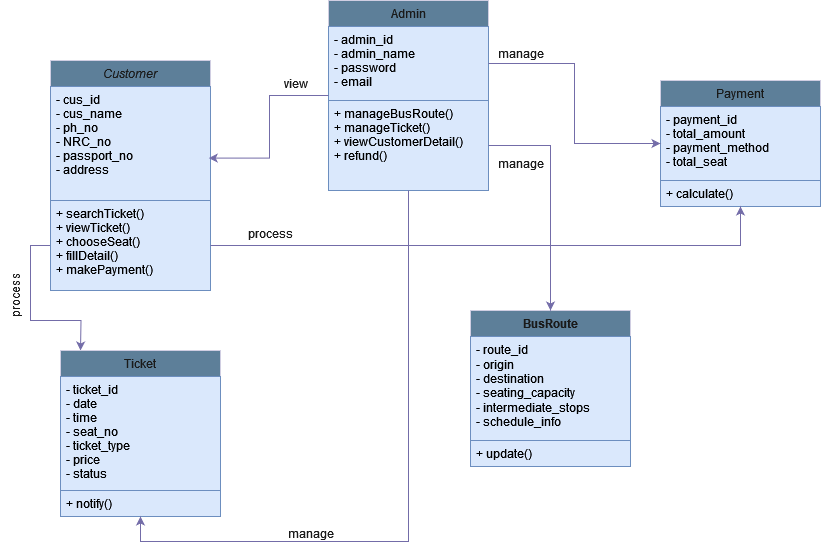 Admin
- admin_id
- admin_name
- password
- email
+ manageBusRoute()
+ manageTicket()
+ viewCustomerDetail()
+ refund()
manage
view
Customer
- cus_id
- cus_name
- ph_no
- NRC_no
- passport_no
- address
+ searchTicket()
+ viewTicket()
+ chooseSeat()
+ fillDetail()
+ makePayment()
Payment
- payment_id
- total_amount
- payment_method
- total_seat
+ calculate()
manage
process
process
BusRoute
- route_id
- origin
- destination
- seating_capacity
- intermediate_stops
- schedule_info
+ update()
Ticket
- ticket_id
- date
- time
- seat_no
- ticket_type
- price
- status
+ notify()
manage